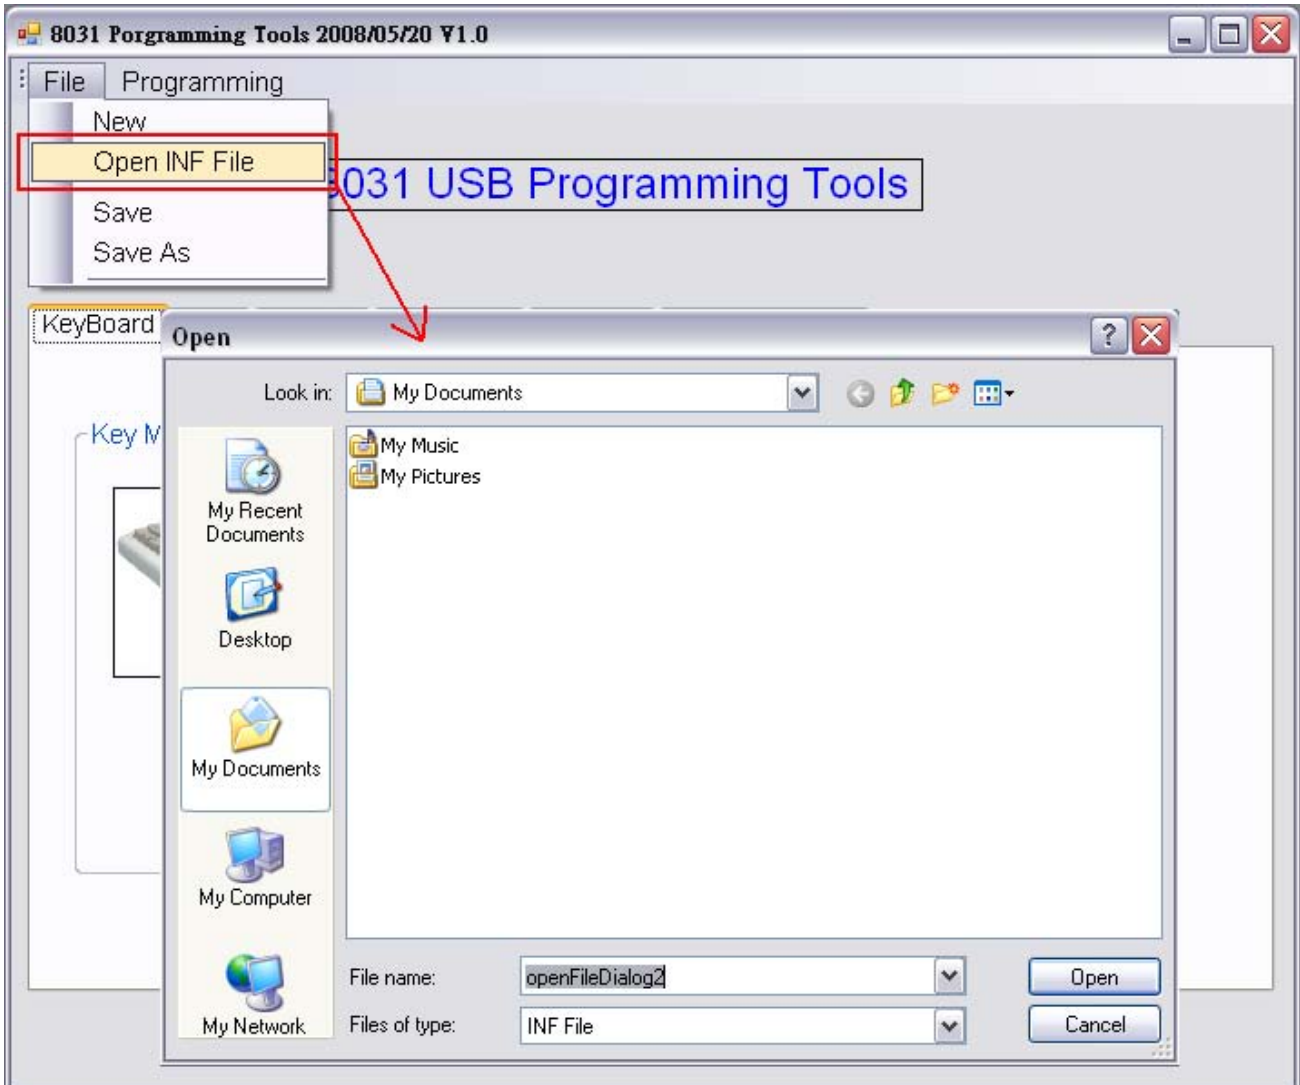 8031 Porgramming Tools 2008/05/20 V1.0
File Programming
New
Open INF File
Save
Save As
8031 USB Programming Tools
KeyBoard
Key M
Open
Look in: My Documents
My Music
My Pictures
My Recent
Documents
Desktop
My Documents
My Computer
My Network
File name: openFileDialog2 Open
Files of type: INF File Cancel